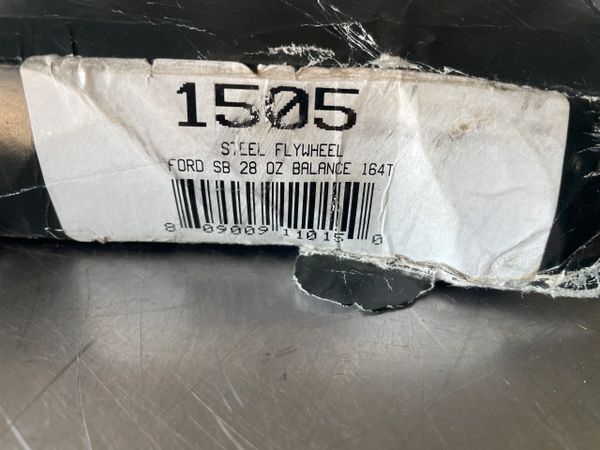 1505
STEEL FLYWHEEL
FORD SB 28 OZ BALANCE 164T
8 09009 11015 0